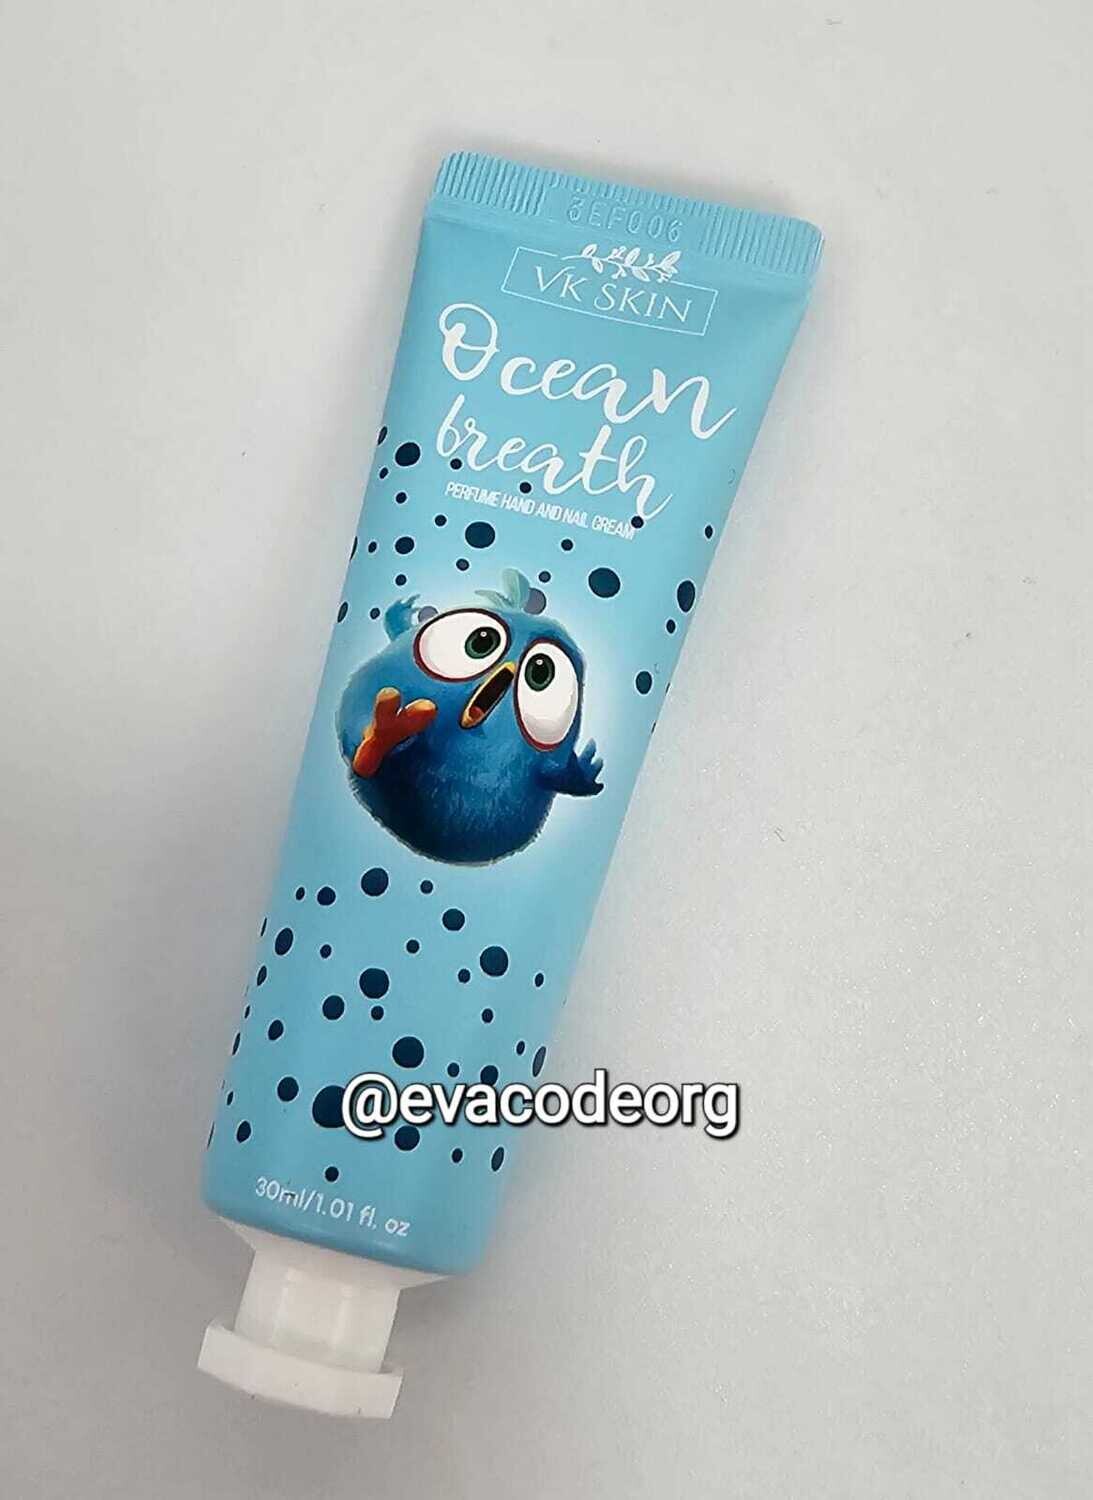 3EF006
VK SKIN
Ocean
breath
PERFUME HAND AND NAIL CREAM
@evacodeorg
30ml/1.01 fl. oz